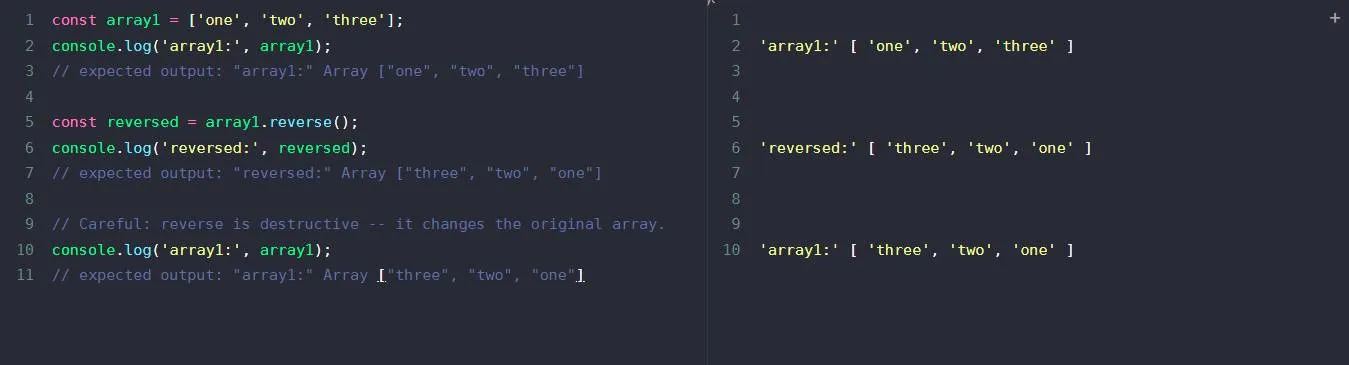 1 const array1 = ['one', 'two', 'three'];
2 console.log('array1:', array1);
3 // expected output: "array1:" Array ["one", "two", "three"]
4
5 const reversed = array1.reverse();
6 console.log('reversed:', reversed);
7 // expected output: "reversed:" Array ["three", "two", "one"]
8
9 // Careful: reverse is destructive -- it changes the original array.
10 console.log('array1:', array1);
11 // expected output: "array1:" Array ["three", "two", "one"]
+
1
2 'array1:' [ 'one', 'two', 'three' ]
3
4
5
6 'reversed:' [ 'three', 'two', 'one' ]
7
8
9
10 'array1:' [ 'three', 'two', 'one' ]